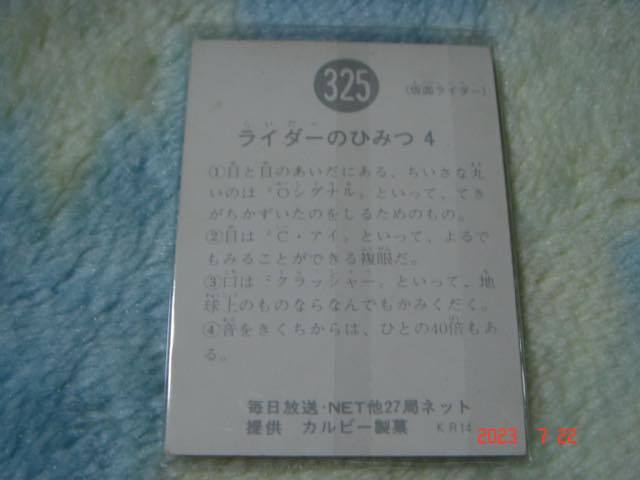 325
(仮面ライダー)
ライダーのひみつ 4
①目と目のあいだにある、ちいさな丸
いのは『Oシグナル』といって、てき
がちかずいたのをしるためのもの。
②目は『C・アイ』といって、よるで
もみることができる複眼だ。
③口は『クラッシャー』といって、地
球上のものならなんでもかみくだく。
④音をきくちからは、ひとの40倍もあ
る。
毎日放送・NET他27局ネット
提供 カルビー製菓 KR14
2023 7 22